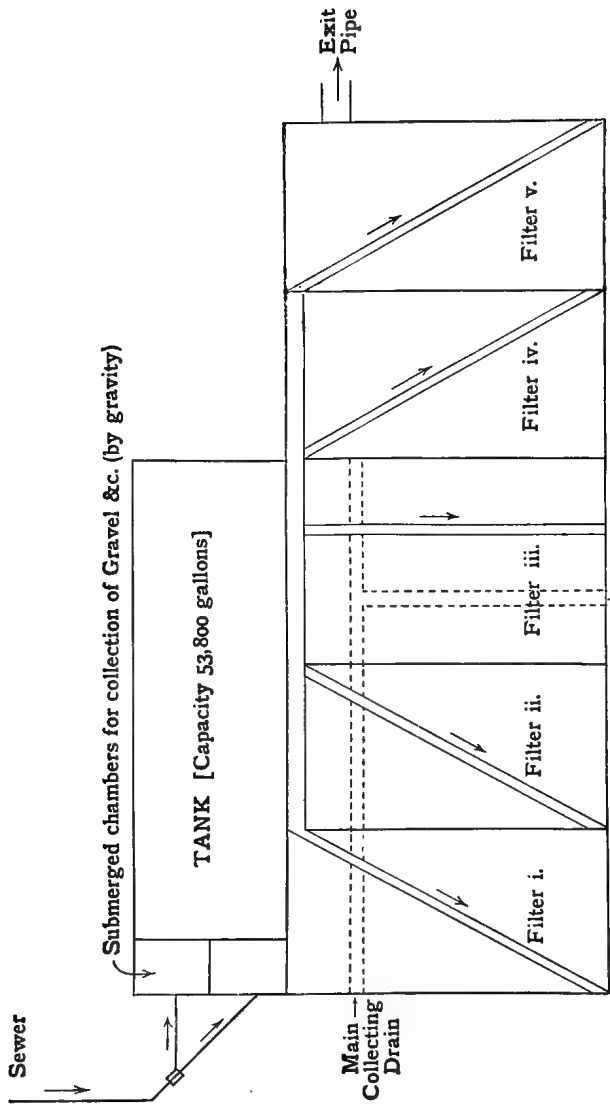 Sewer
Submerged chambers for collection of Gravel &c. (by gravity)
TANK [Capacity 53,800 gallons]
Exit
Pipe
Main
Collecting
Drain
Filter i.
Filter ii.
Filter iii.
Filter iv.
Filter v.